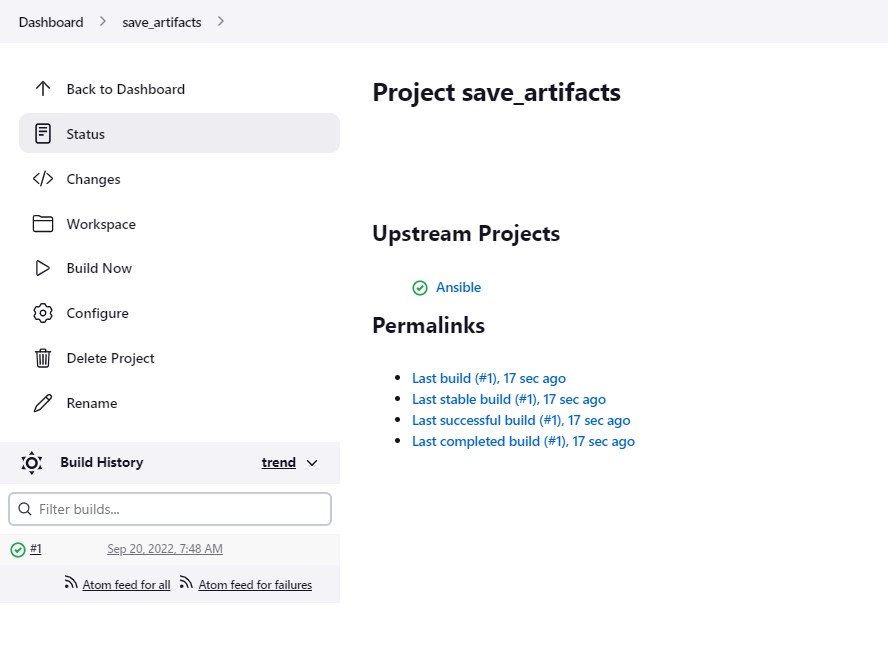 Dashboard
save_artifacts
Back to Dashboard
Status
Changes
Workspace
Build Now
Configure
Delete Project
Rename
Build History
trend
Filter builds...
#1
Sep 20, 2022, 7:48 AM
Atom feed for all
Atom feed for failures
Project save_artifacts
Upstream Projects
Ansible
Permalinks
Last build (#1), 17 sec ago
Last stable build (#1), 17 sec ago
Last successful build (#1), 17 sec ago
Last completed build (#1), 17 sec ago